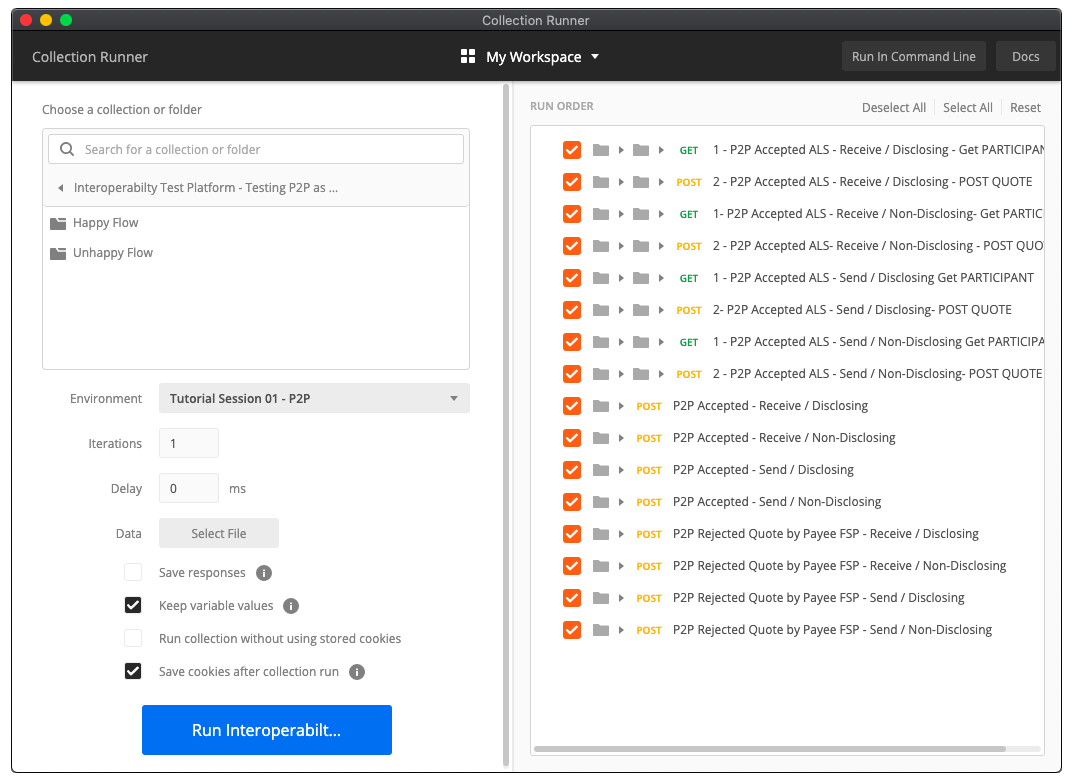 Collection Runner
Collection Runner
My Workspace
Run In Command Line
Docs
Choose a collection or folder
Search for a collection or folder
Interoperabilty Test Platform - Testing P2P as ...
Happy Flow
Unhappy Flow
Environment
Tutorial Session 01 - P2P
Iterations
1
Delay
0
ms
Data
Select File
Save responses
Keep variable values
Run collection without using stored cookies
Save cookies after collection run
Run Interoperabilt...
RUN ORDER
Deselect All
Select All
Reset
GET 1 - P2P Accepted ALS - Receive / Disclosing - Get PARTICIPAN
POST 2 - P2P Accepted ALS - Receive / Disclosing - POST QUOTE
GET 1- P2P Accepted ALS - Receive / Non-Disclosing- Get PARTIC
POST 2 - P2P Accepted ALS- Receive / Non-Disclosing - POST QUO
GET 1 - P2P Accepted ALS - Send / Disclosing Get PARTICIPANT
POST 2- P2P Accepted ALS - Send / Disclosing- POST QUOTE
GET 1 - P2P Accepted ALS - Send / Non-Disclosing Get PARTICIPA
POST 2 - P2P Accepted ALS - Send / Non-Disclosing- POST QUOTE
POST P2P Accepted - Receive / Disclosing
POST P2P Accepted - Receive / Non-Disclosing
POST P2P Accepted - Send / Disclosing
POST P2P Accepted - Send / Non-Disclosing
POST P2P Rejected Quote by Payee FSP - Receive / Disclosing
POST P2P Rejected Quote by Payee FSP - Receive / Non-Disclosing
POST P2P Rejected Quote by Payee FSP - Send / Disclosing
POST P2P Rejected Quote by Payee FSP - Send / Non-Disclosing